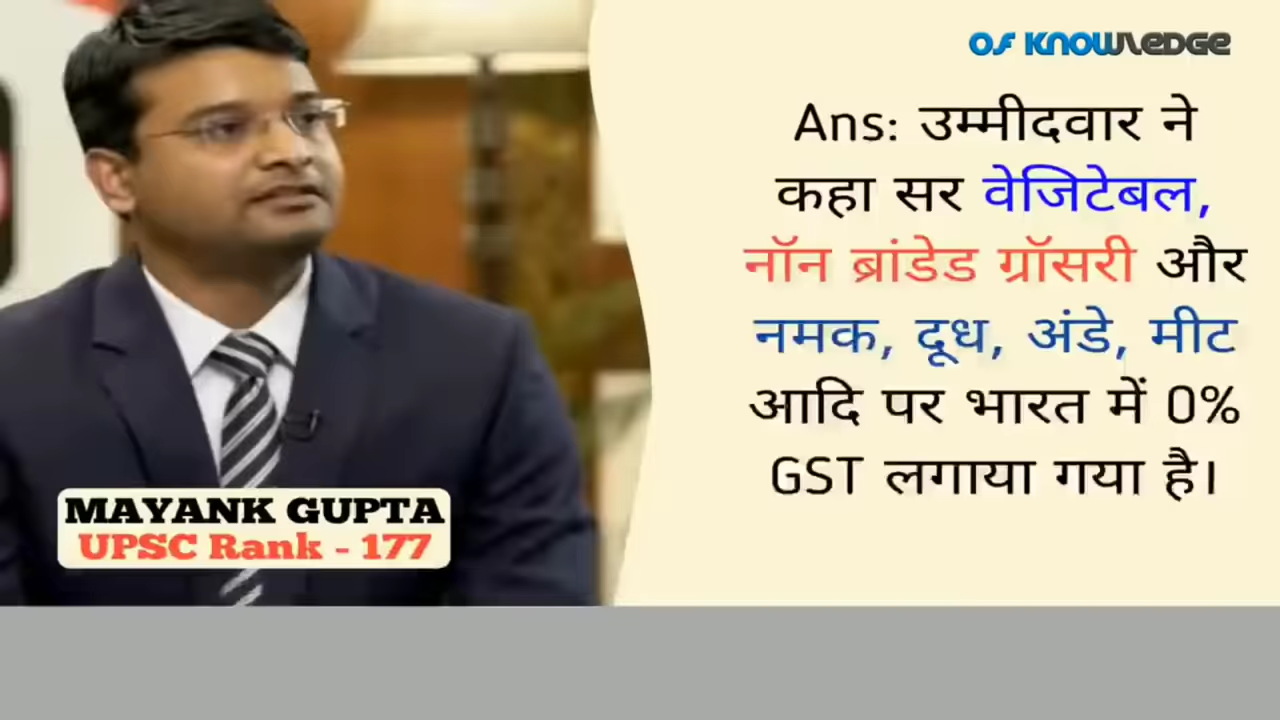 OF KNOWLEDGE
Ans: उम्मीदवार ने
कहा सर वेजिटेबल,
नॉन ब्रांडेड ग्रॉसरी और
नमक, दूध, अंडे, मीट
आदि पर भारत में 0%
GST लगाया गया है।
MAYANK GUPTA
UPSC Rank - 177